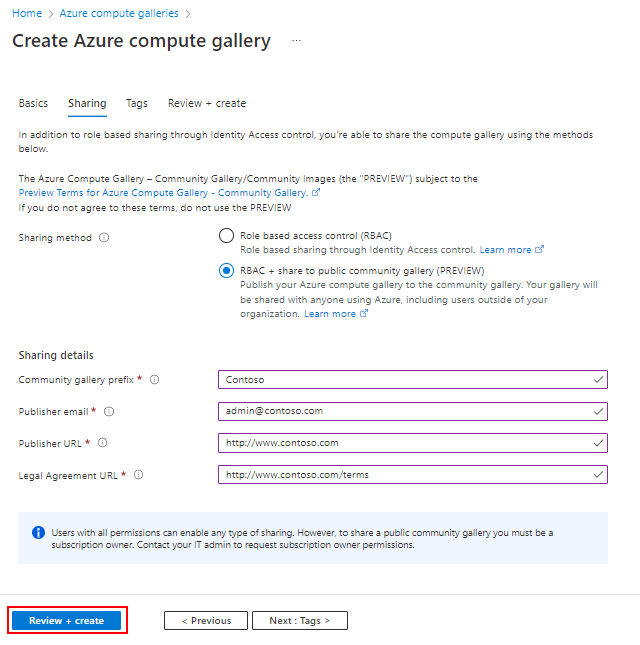 Home > Azure compute galleries >
Create Azure compute gallery ...
Basics Sharing Tags Review + create
In addition to role based sharing through Identity Access control, you're able to share the compute gallery using the methods
below.
The Azure Compute Gallery – Community Gallery/Community Images (the "PREVIEW") subject to the
Preview Terms for Azure Compute Gallery - Community Gallery.
If you do not agree to these terms, do not use the PREVIEW
Sharing method
Role based access control (RBAC)
Role based sharing through Identity Access control. Learn more
RBAC + share to public community gallery (PREVIEW)
Publish your Azure compute gallery to the community gallery. Your gallery will
be shared with anyone using Azure, including users outside of your
organization. Learn more
Sharing details
Community gallery prefix * Contoso
Publisher email * admin@contoso.com
Publisher URL * http://www.contoso.com
Legal Agreement URL * http://www.contoso.com/terms
Users with all permissions can enable any type of sharing. However, to share a public community gallery you must be a
subscription owner. Contact your IT admin to request subscription owner permissions.
Review + create < Previous Next : Tags >